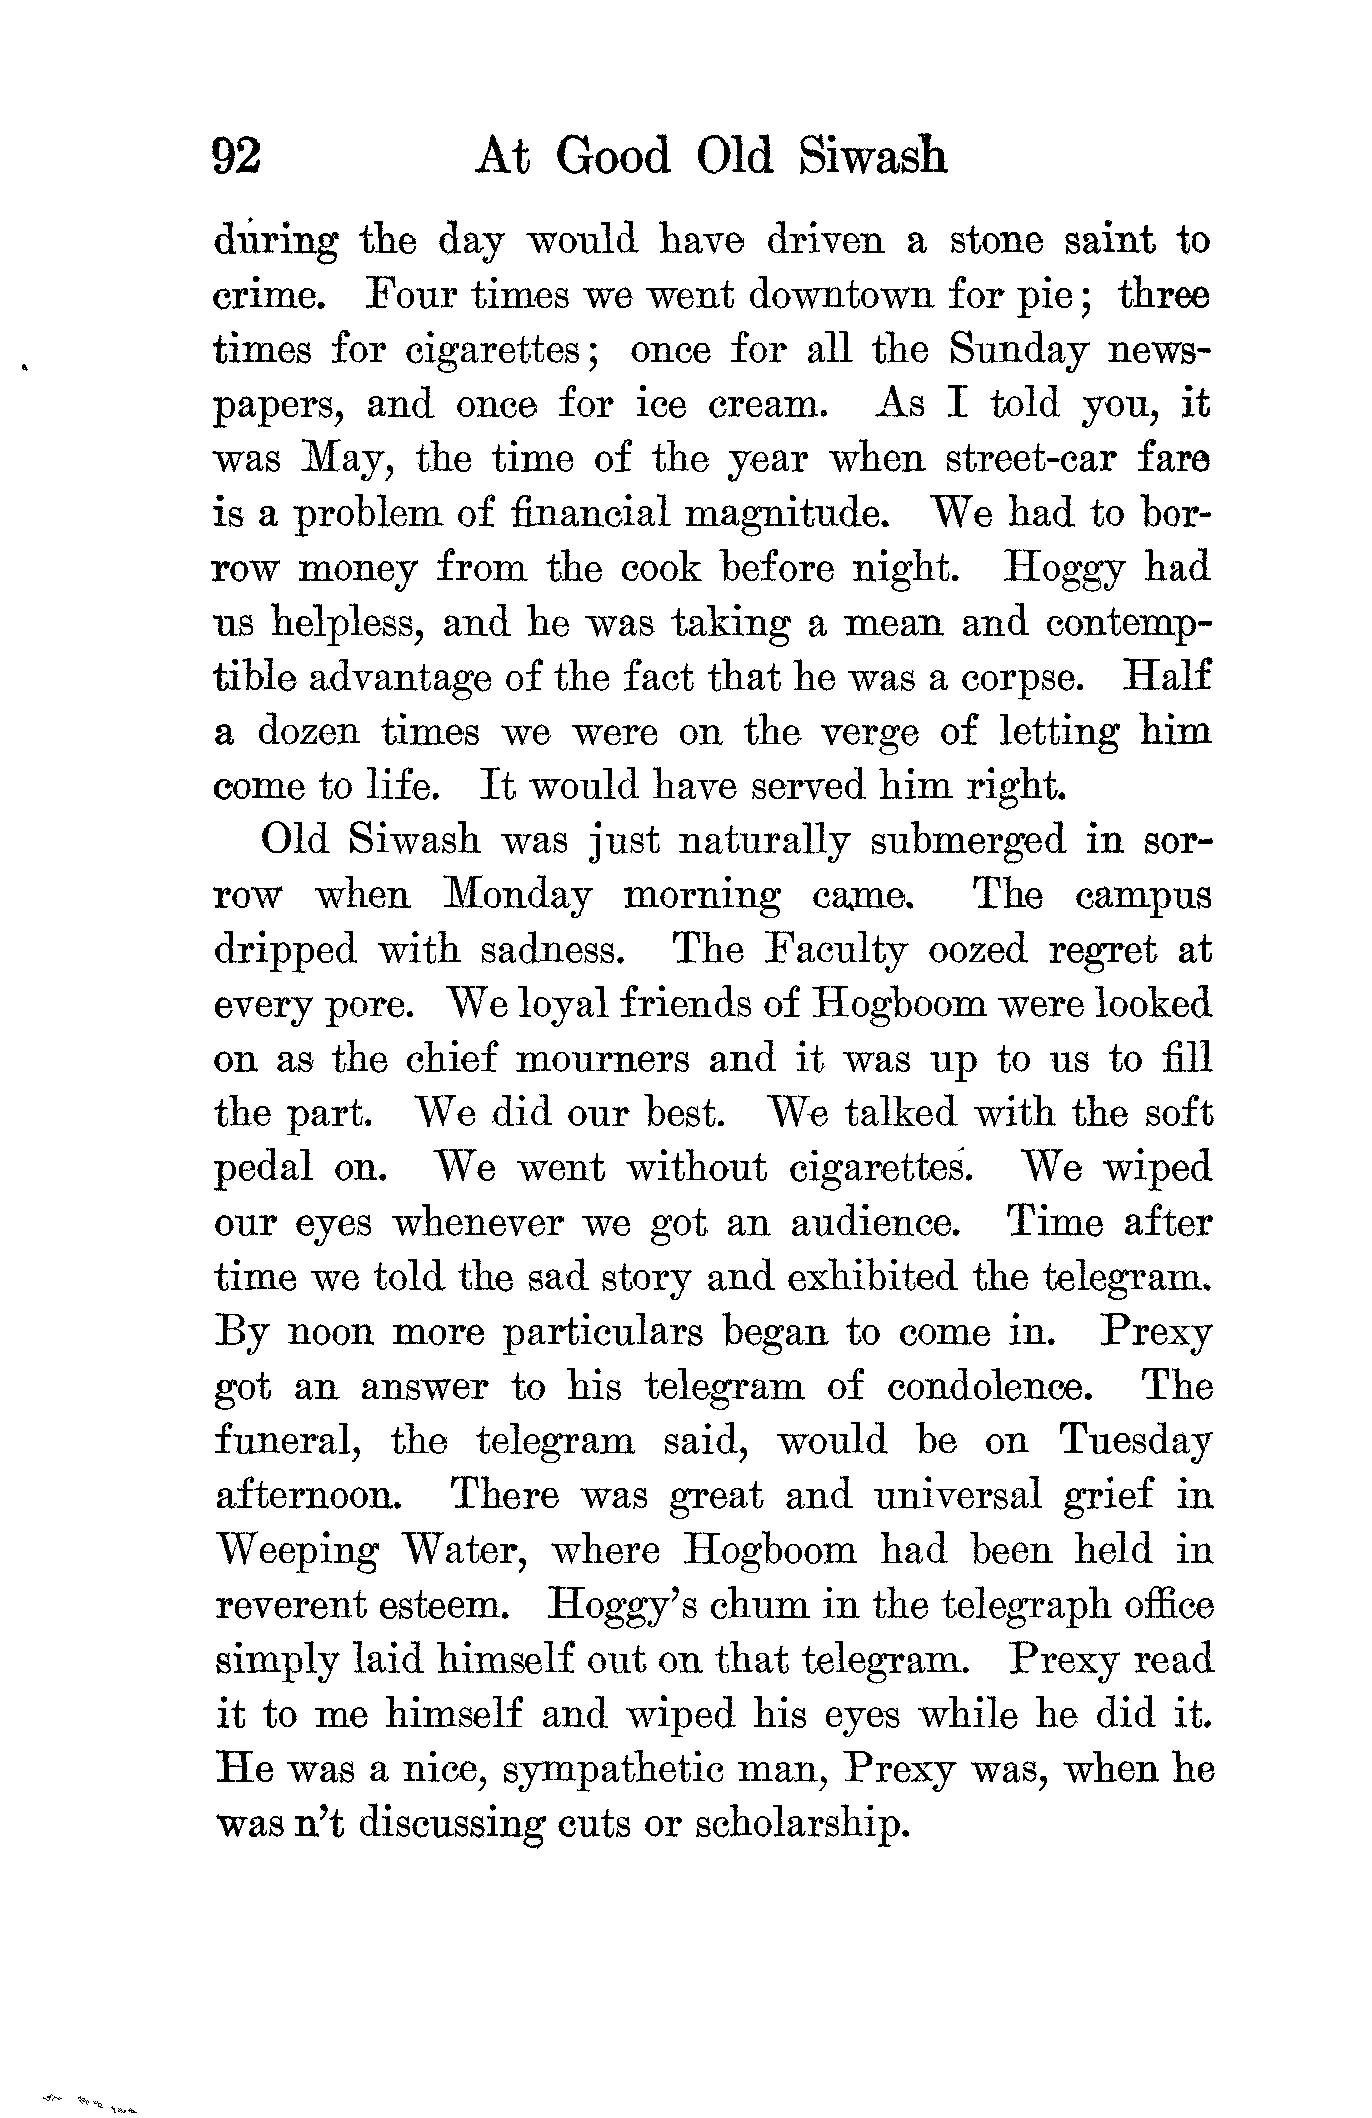 92 At Good Old Siwash
during the day would have driven a stone saint to
crime. Four times we went downtown for pie; three
times for cigarettes; once for all the Sunday news-
papers, and once for ice cream. As I told you, it
was May, the time of the year when street-car fare
is a problem of financial magnitude. We had to bor-
row money from the cook before night. Hoggy had
us helpless, and he was taking a mean and contemp-
tible advantage of the fact that he was a corpse. Half
a dozen times we were on the verge of letting him
come to life. It would have served him right.
Old Siwash was just naturally submerged in sor-
row when Monday morning came. The campus
dripped with sadness. The Faculty oozed regret at
every pore. We loyal friends of Hogboom were looked
on as the chief mourners and it was up to us to fill
the part. We did our best. We talked with the soft
pedal on. We went without cigarettes. We wiped
our eyes whenever we got an audience. Time after
time we told the sad story and exhibited the telegram.
By noon more particulars began to come in. Prexy
got an answer to his telegram of condolence. The
funeral, the telegram said, would be on Tuesday
afternoon. There was great and universal grief in
Weeping Water, where Hogboom had been held in
reverent esteem. Hoggy's chum in the telegraph office
simply laid himself out on that telegram. Prexy read
it to me himself and wiped his eyes while he did it.
He was a nice, sympathetic man, Prexy was, when he
was n't discussing cuts or scholarship.